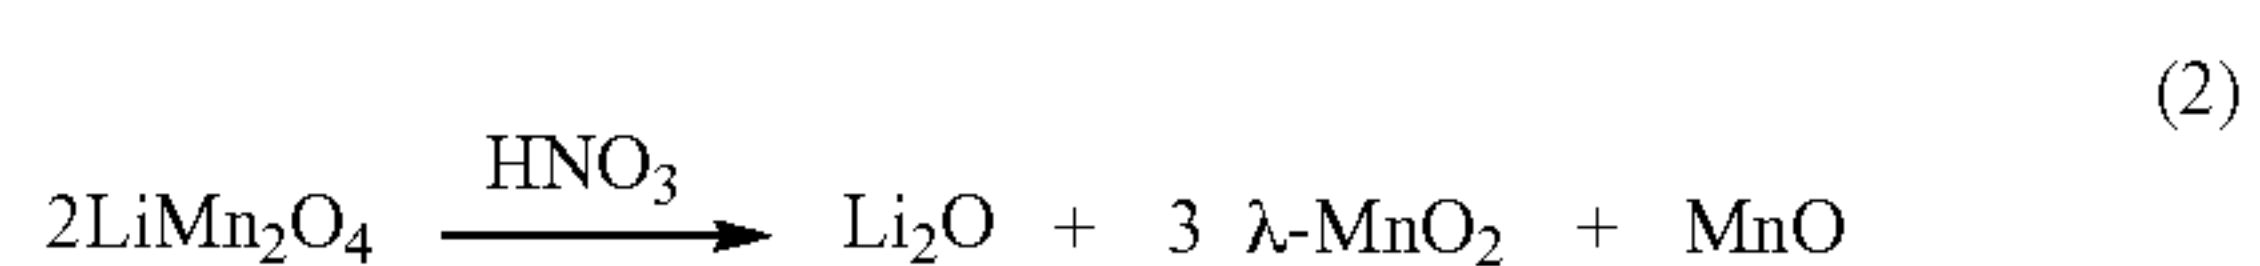 (2)
HNO₃
2LiMn₂O₄ ⟶ Li₂O + 3 λ-MnO₂ + MnO